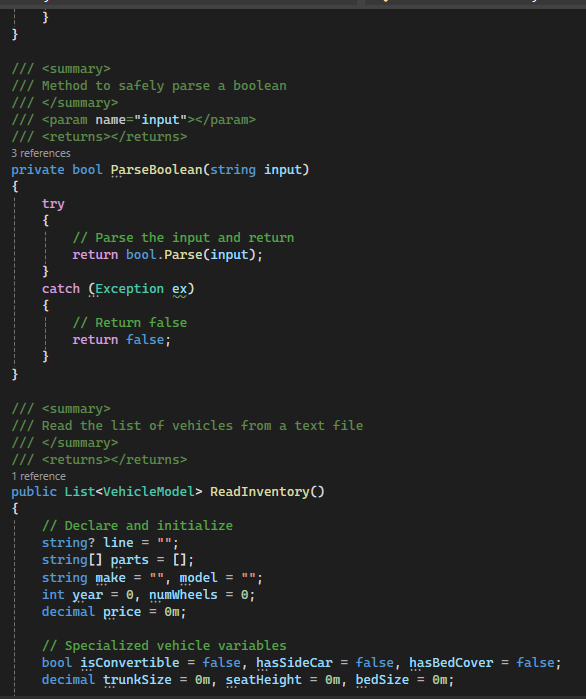 }
}
/// <summary>
/// Method to safely parse a boolean
/// </summary>
/// <param name="input"></param>
/// <returns></returns>
3 references
private bool ParseBoolean(string input)
{
try
{
// Parse the input and return
return bool.Parse(input);
}
catch (Exception ex)
{
// Return false
return false;
}
}
/// <summary>
/// Read the list of vehicles from a text file
/// </summary>
/// <returns></returns>
1 reference
public List<VehicleModel> ReadInventory()
{
// Declare and initialize
string? line = "";
string[] parts = [];
string make = "", model = "";
int year = 0, numWheels = 0;
decimal price = 0m;
// Specialized vehicle variables
bool isConvertible = false, hasSideCar = false, hasBedCover = false;
decimal trunkSize = 0m, seatHeight = 0m, bedSize = 0m;